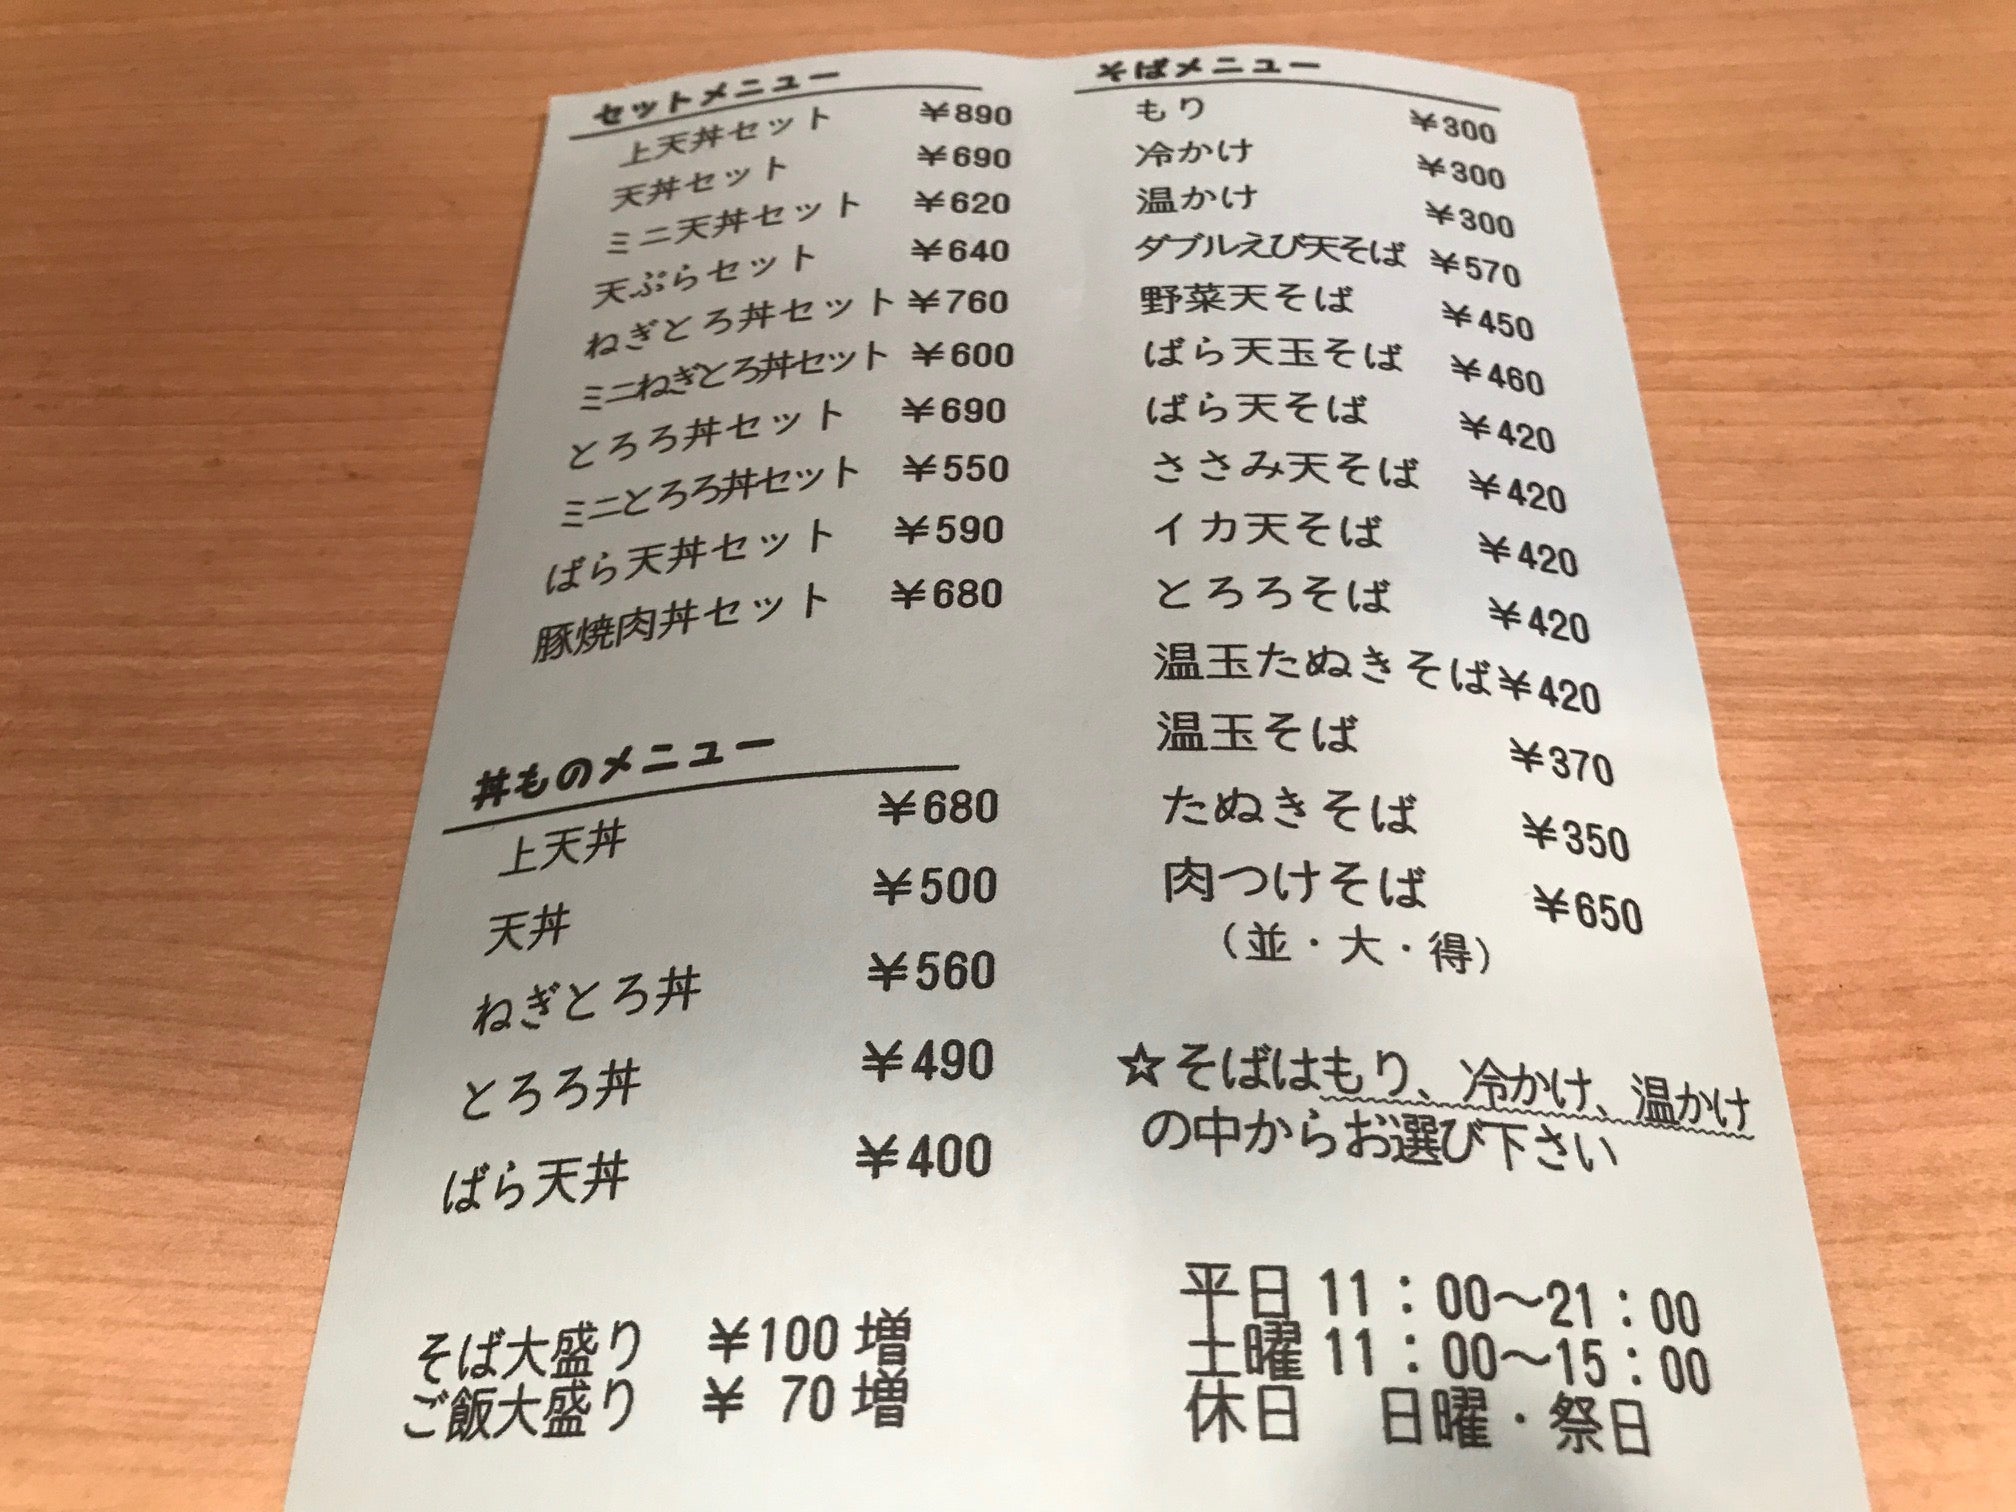 セットメニュー
上天丼セット ¥890
天丼セット ¥690
ミニ天丼セット ¥620
天ぷらセット ¥640
ねぎとろ丼セット ¥760
ミニねぎとろ丼セット ¥600
とろろ丼セット ¥690
ミニとろろ丼セット ¥550
ばら天丼セット ¥590
豚焼肉丼セット ¥680
丼ものメニュー
上天丼 ¥680
天丼 ¥500
ねぎとろ丼 ¥560
とろろ丼 ¥490
ばら天丼 ¥400
そば大盛り ¥100 増
ご飯大盛り ¥ 70 増
そばメニュー
もり ¥300
冷かけ ¥300
温かけ ¥300
ダブルえび天そば ¥570
野菜天そば ¥450
ばら天玉そば ¥460
ばら天そば ¥420
ささみ天そば ¥420
イカ天そば ¥420
とろろそば ¥420
温玉たぬきそば ¥420
温玉そば ¥370
たぬきそば ¥350
肉つけそば ¥650
（並・大・得）
☆そばはもり、冷かけ、温かけ
の中からお選び下さい
平日 11：00～21：00
土曜 11：00～15：00
休日 日曜・祭日